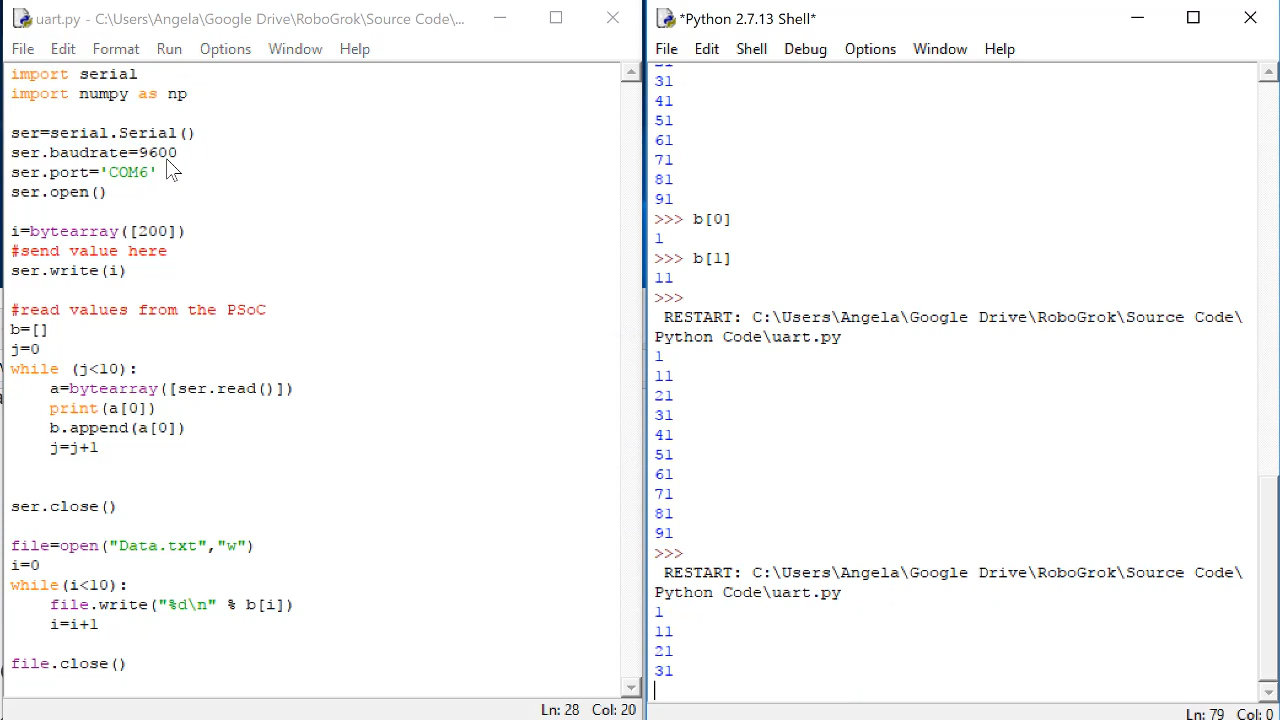 uart.py - C:\Users\Angela\Google Drive\RoboGrok\Source Code\...
File Edit Format Run Options Window Help
import serial
import numpy as np
ser=serial.Serial()
ser.baudrate=9600
ser.port='COM6'
ser.open()
i=bytearray([200])
#send value here
ser.write(i)
#read values from the PSoC
b=[]
j=0
while (j<10):
    a=bytearray([ser.read()])
    print(a[0])
    b.append(a[0])
    j=j+1
ser.close()
file=open("Data.txt","w")
i=0
while(i<10):
    file.write("%d\n" % b[i])
    i=i+1
file.close()
Ln: 28 Col: 20
*Python 2.7.13 Shell*
File Edit Shell Debug Options Window Help
31
41
51
61
71
81
91
>>> b[0]
1
>>> b[1]
11
>>>
RESTART: C:\Users\Angela\Google Drive\RoboGrok\Source Code\
Python Code\uart.py
1
11
21
31
41
51
61
71
81
91
>>>
RESTART: C:\Users\Angela\Google Drive\RoboGrok\Source Code\
Python Code\uart.py
1
11
21
31
Ln: 79 Col: 0